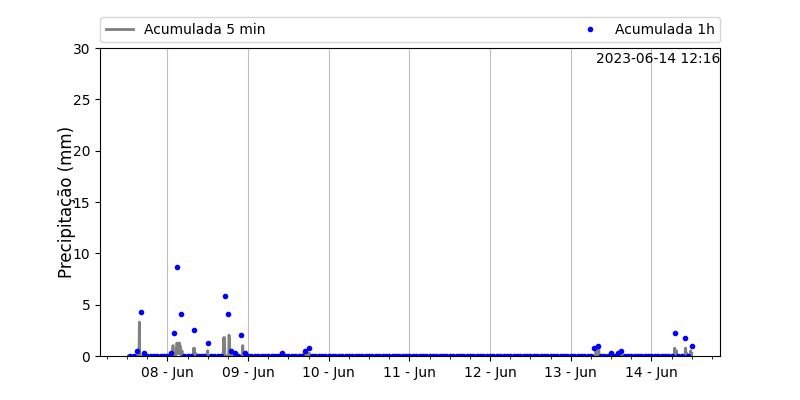 Acumulada 5 min
Acumulada 1h
2023-06-14 12:16
Precipitação (mm)
30
25
20
15
10
5
0
08 - Jun
09 - Jun
10 - Jun
11 - Jun
12 - Jun
13 - Jun
14 - Jun